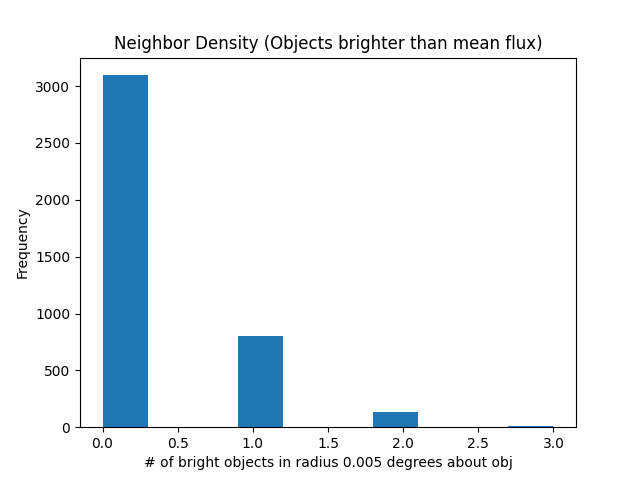 Neighbor Density (Objects brighter than mean flux)
3000
2500
2000
1500
1000
500
0
Frequency
0.0 0.5 1.0 1.5 2.0 2.5 3.0
# of bright objects in radius 0.005 degrees about obj